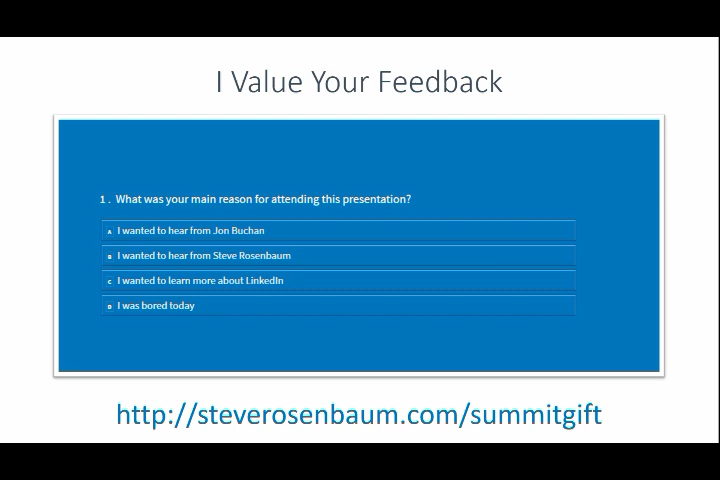 I Value Your Feedback
1 . What was your main reason for attending this presentation?
A I wanted to hear from Jon Buchan
B I wanted to hear from Steve Rosenbaum
C I wanted to learn more about LinkedIn
D I was bored today
http://steverosenbaum.com/summitgift